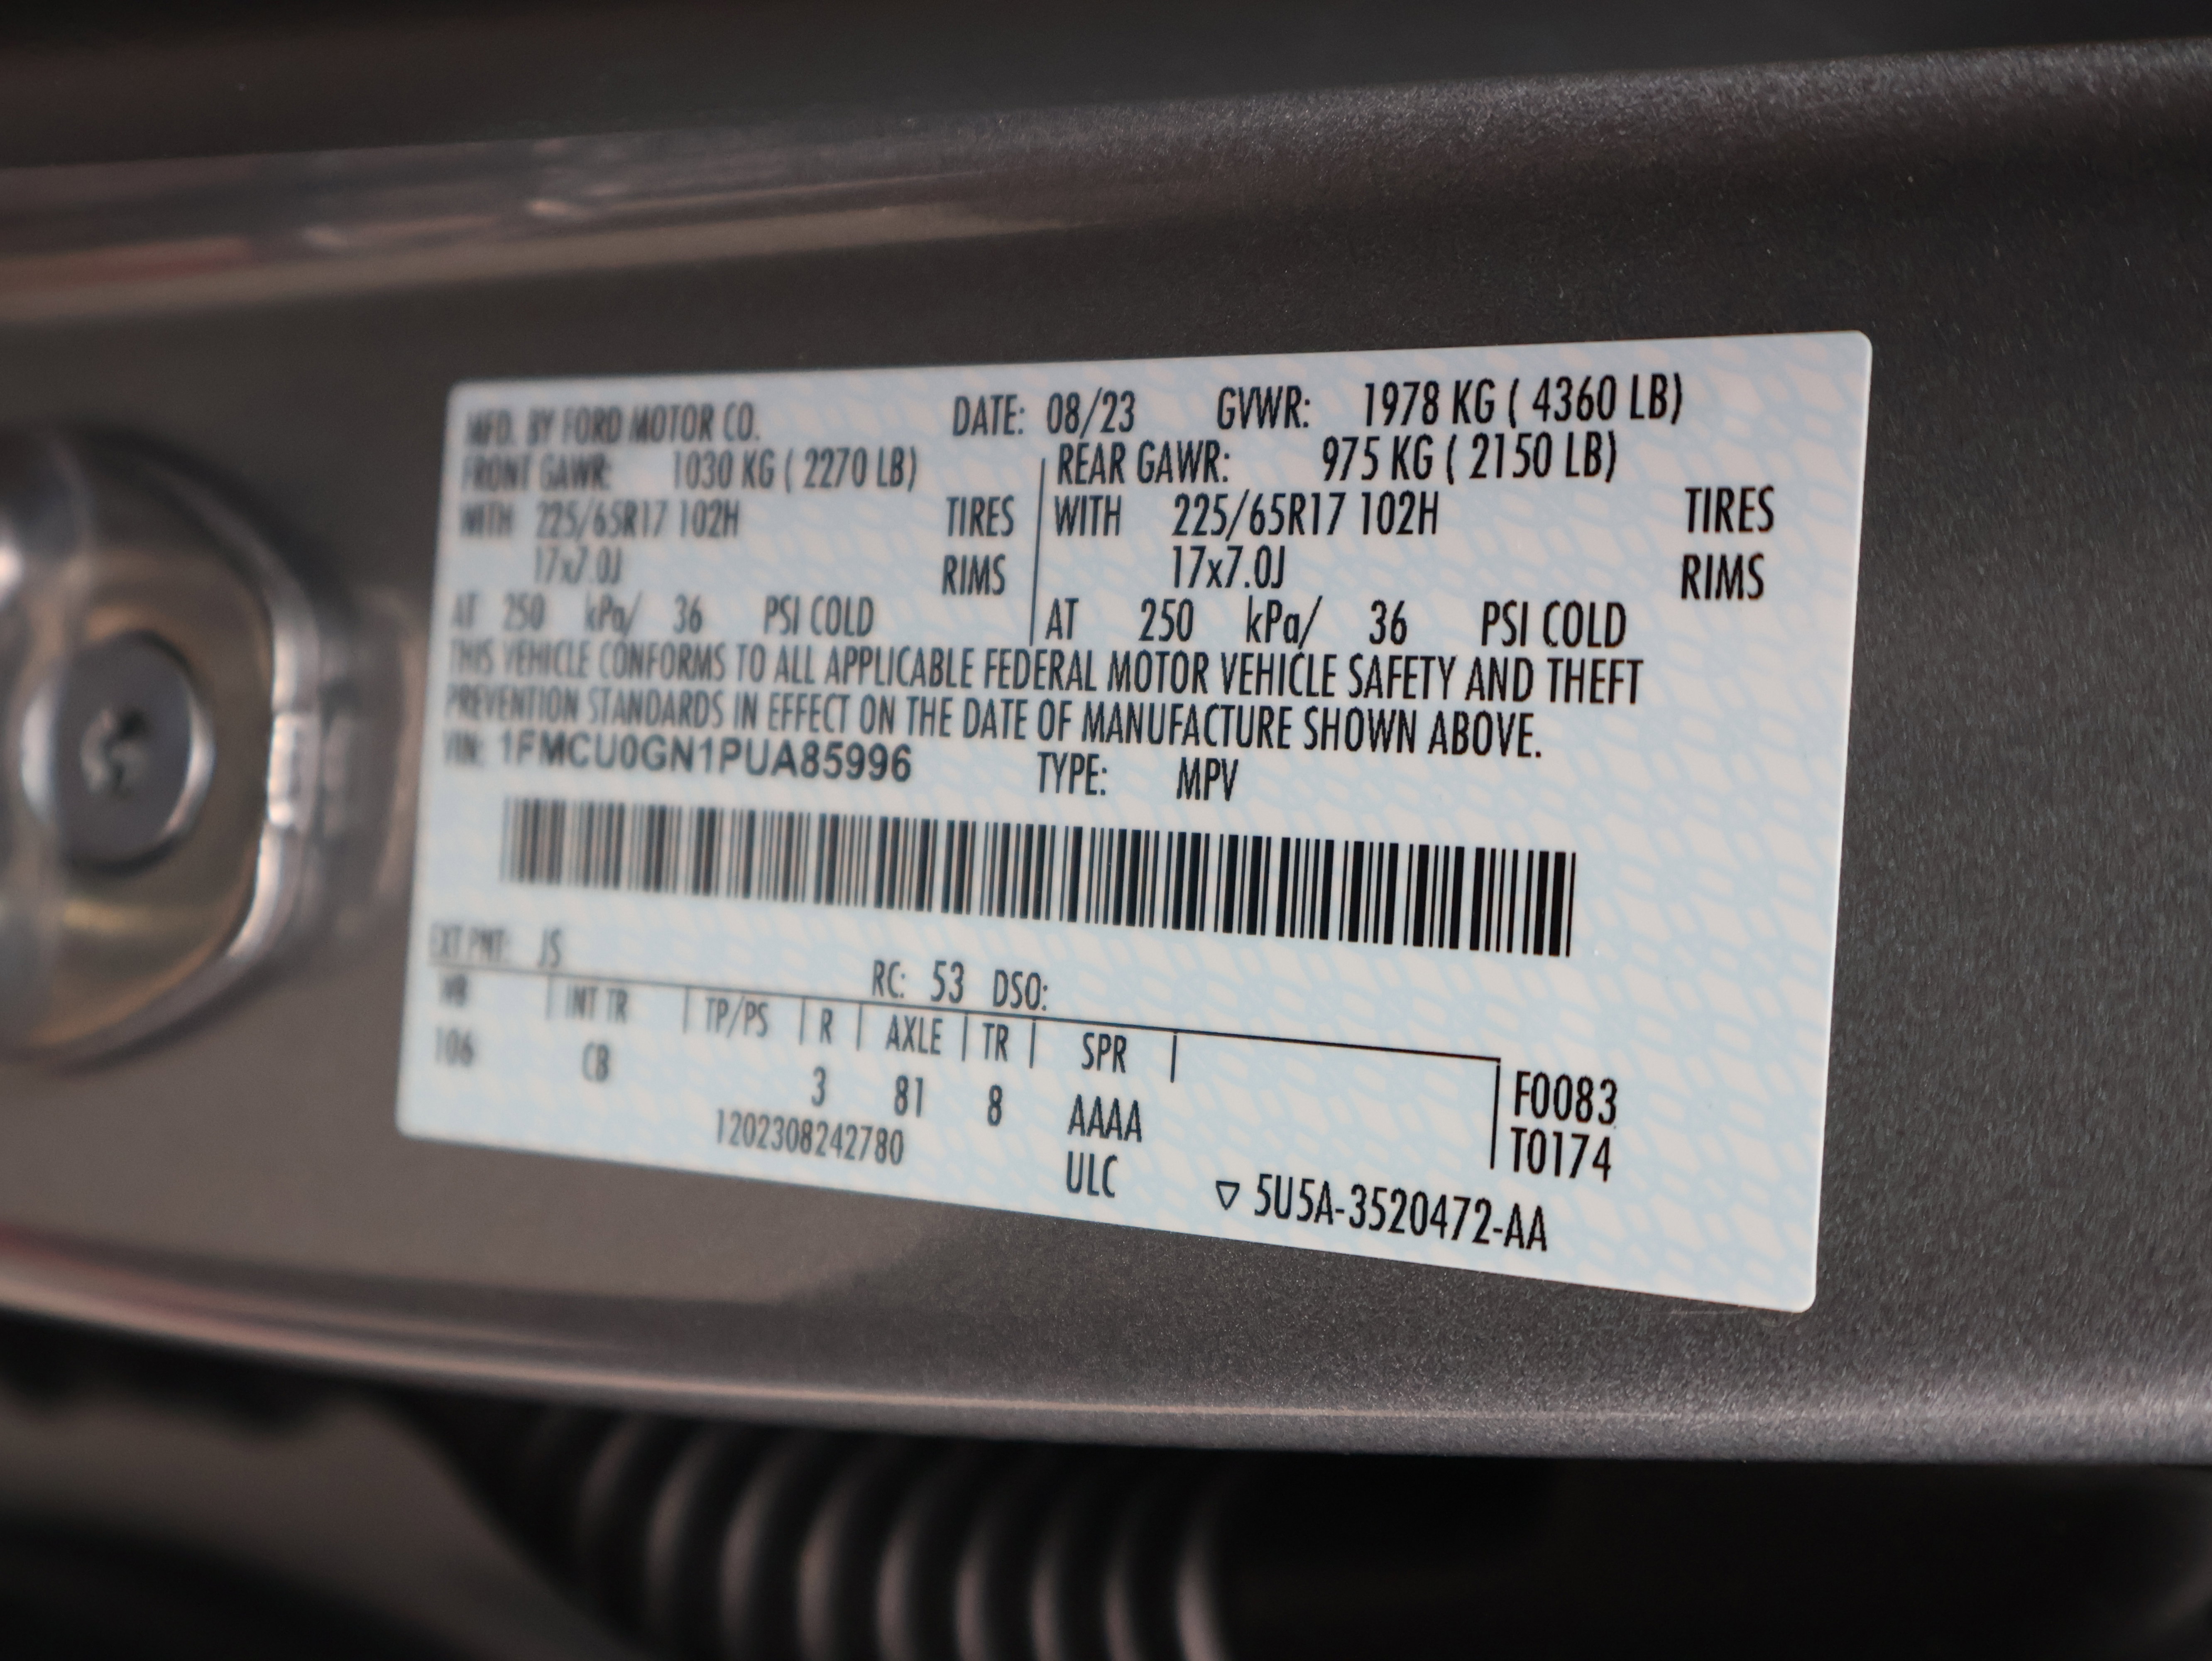 MFD. BY FORD MOTOR CO. DATE: 08/23 GVWR: 1978 KG ( 4360 LB)
FRONT GAWR: 1030 KG ( 2270 LB) REAR GAWR: 975 KG ( 2150 LB)
WITH 225/65R17 102H TIRES WITH 225/65R17 102H TIRES
17x7.0J RIMS 17x7.0J RIMS
AT 250 kPa/ 36 PSI COLD AT 250 kPa/ 36 PSI COLD
THIS VEHICLE CONFORMS TO ALL APPLICABLE FEDERAL MOTOR VEHICLE SAFETY AND THEFT
PREVENTION STANDARDS IN EFFECT ON THE DATE OF MANUFACTURE SHOWN ABOVE.
VIN: 1FMCU0GN1PUA85996 TYPE: MPV
EXT PNT: JS RC: 53 DSO:
WB INT TR TP/PS R AXLE TR SPR
106 CB 3 81 8 AAAA F0083
1202308242780 ULC T0174
▽ 5U5A-3520472-AA